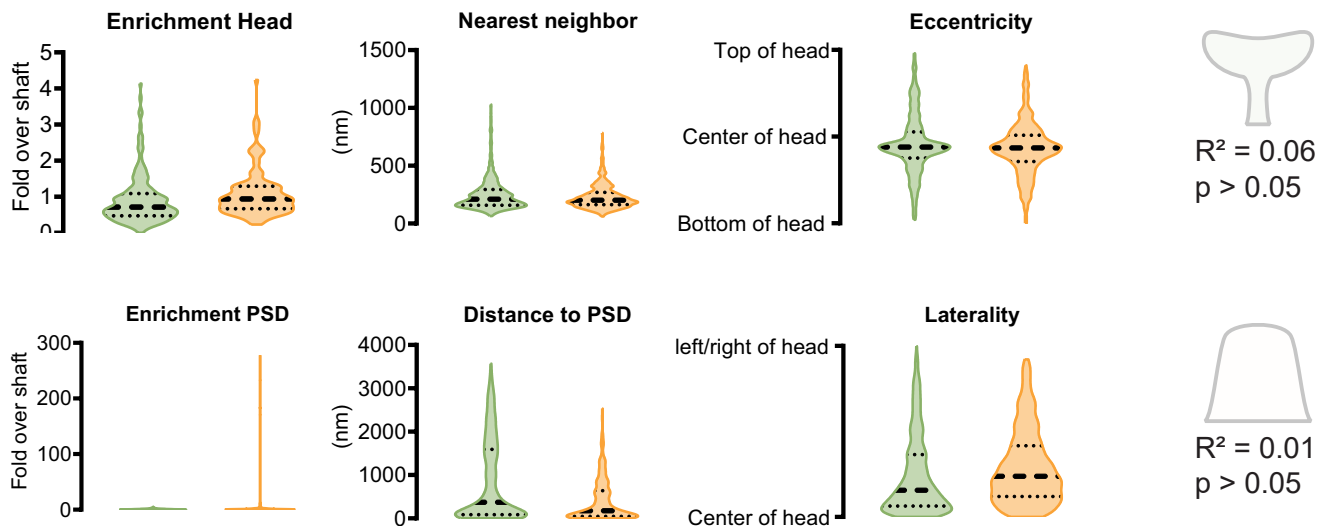 Enrichment Head
Fold over shaft
5
4
3
2
1
0
Nearest neighbor
(nm)
1500
1000
500
0
Eccentricity
Top of head
Center of head
Bottom of head
R² = 0.06
p > 0.05
Enrichment PSD
Fold over shaft
300
200
100
0
Distance to PSD
(nm)
4000
3000
2000
1000
0
Laterality
left/right of head
Center of head
R² = 0.01
p > 0.05